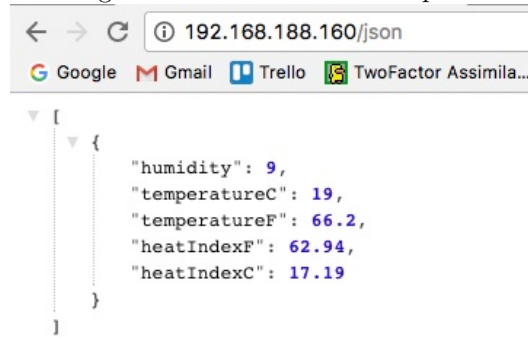 192.168.188.160/json
Google Gmail Trello TwoFactor Assimila...
[
{
"humidity": 9,
"temperatureC": 19,
"temperatureF": 66.2,
"heatIndexF": 62.94,
"heatIndexC": 17.19
}
]